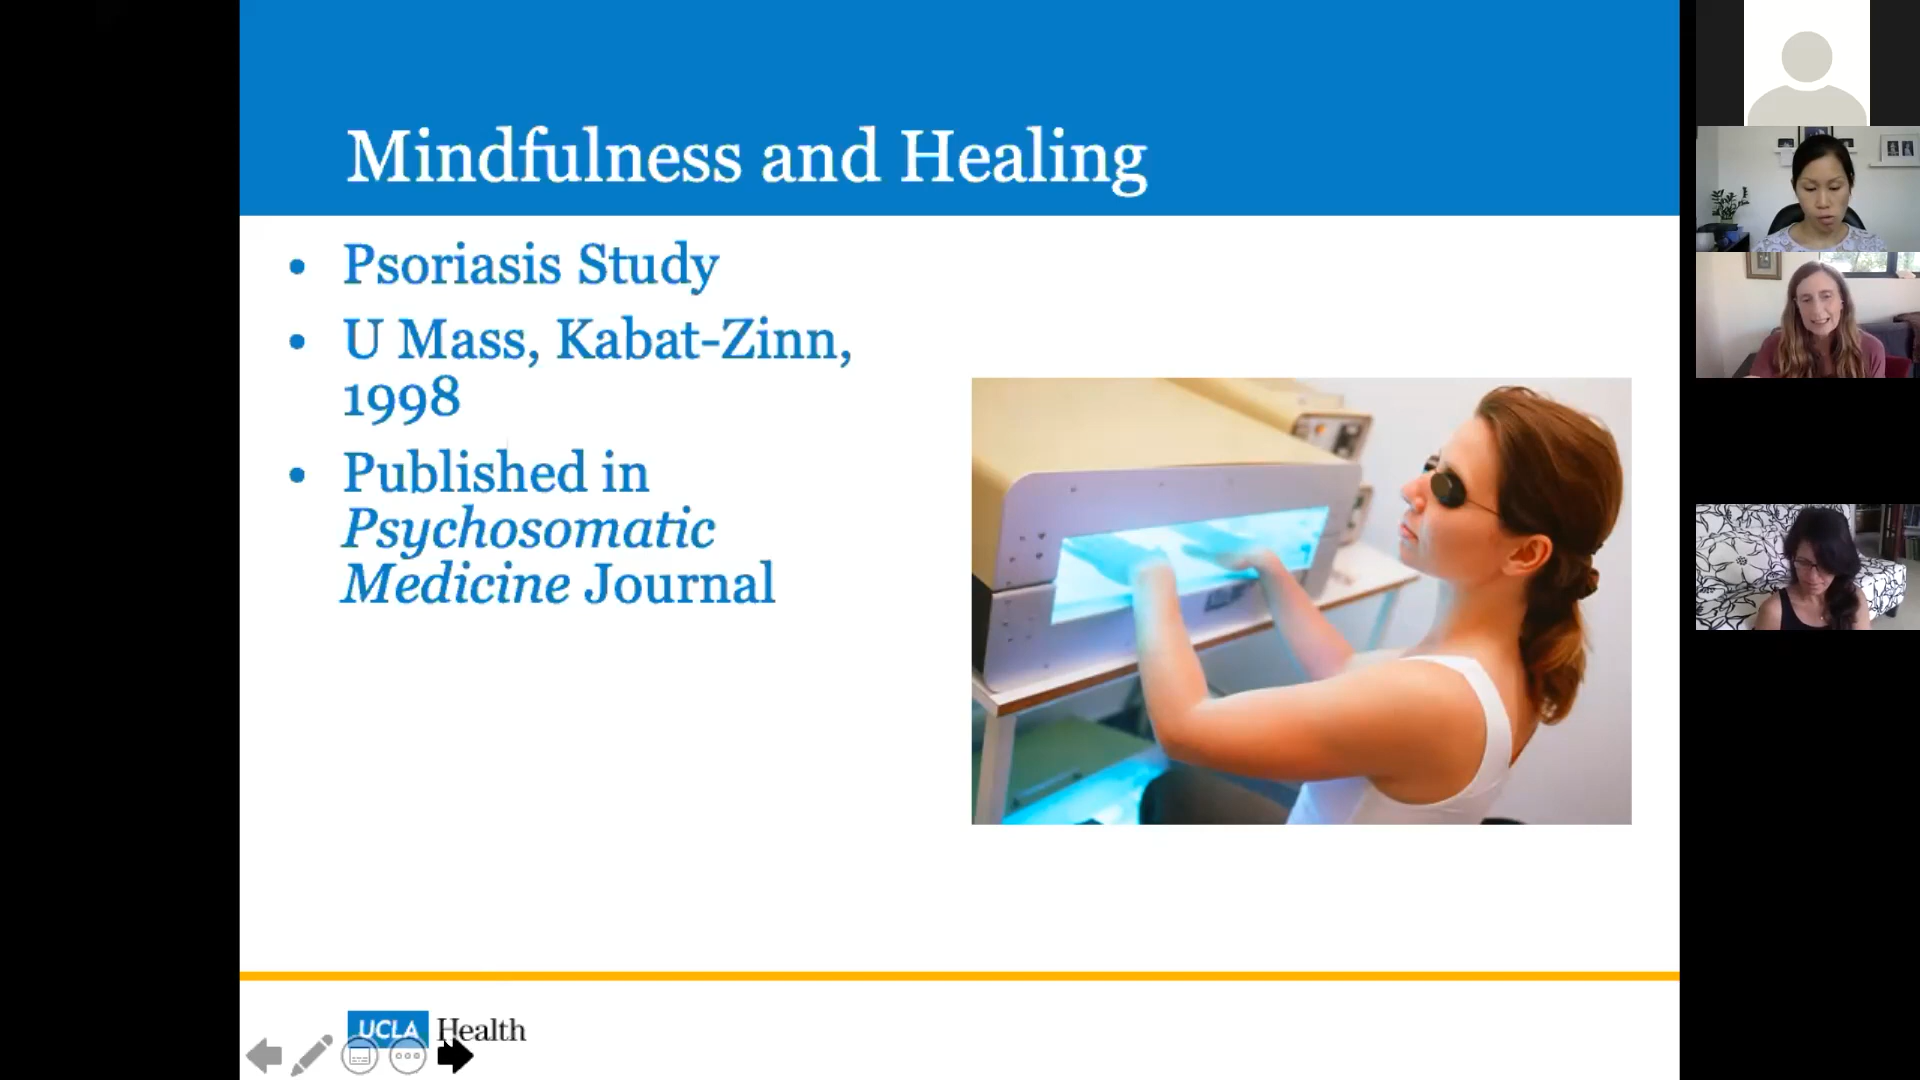 Mindfulness and Healing
• Psoriasis Study
• U Mass, Kabat-Zinn,
1998
• Published in
Psychosomatic
Medicine Journal
UCLA Health